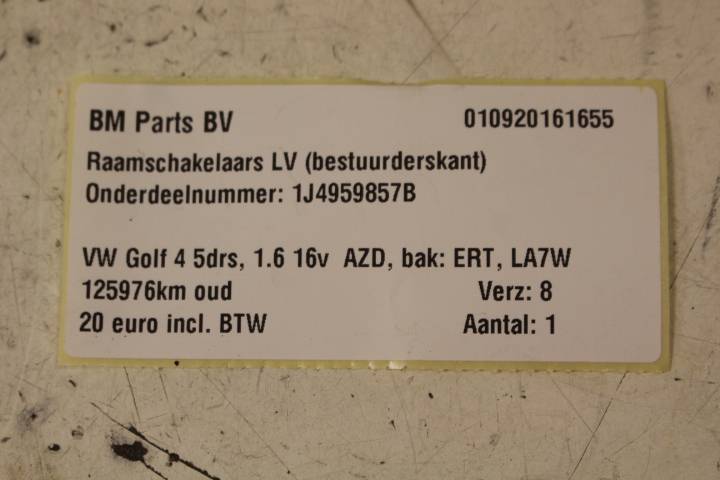 BM Parts BV 010920161655
Raamschakelaars LV (bestuurderskant)
Onderdeelnummer: 1J4959857B
VW Golf 4 5drs, 1.6 16v AZD, bak: ERT, LA7W
125976km oud Verz: 8
20 euro incl. BTW Aantal: 1